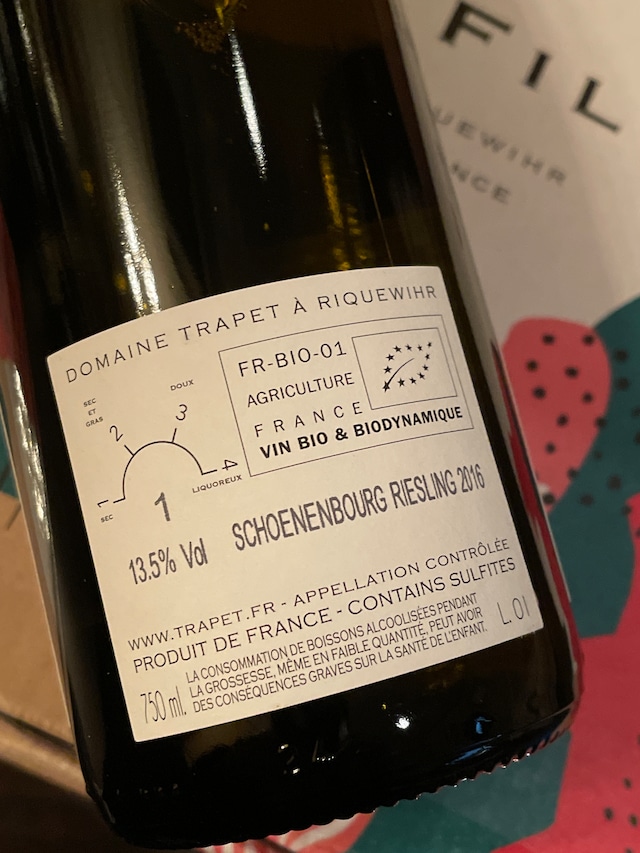 FIL
UEWIHR
NCE
DOMAINE TRAPET À RIQUEWIHR
SEC
ET
GRAS
DOUX
2
3
1
4
SEC
LIQUOREUX
1
FR-BIO-01
AGRICULTURE
FRANCE
VIN BIO & BIODYNAMIQUE
13.5% Vol
SCHOENENBOURG RIESLING 2016
WWW.TRAPET.FR - APPELLATION CONTRÔLÉE
PRODUIT DE FRANCE - CONTAINS SULFITES
750 ml.
LA CONSOMMATION DE BOISSONS ALCOOLISÉES PENDANT
LA GROSSESSE, MÊME EN FAIBLE QUANTITÉ, PEUT AVOIR
DES CONSÉQUENCES GRAVES SUR LA SANTÉ DE L'ENFANT.
L 01